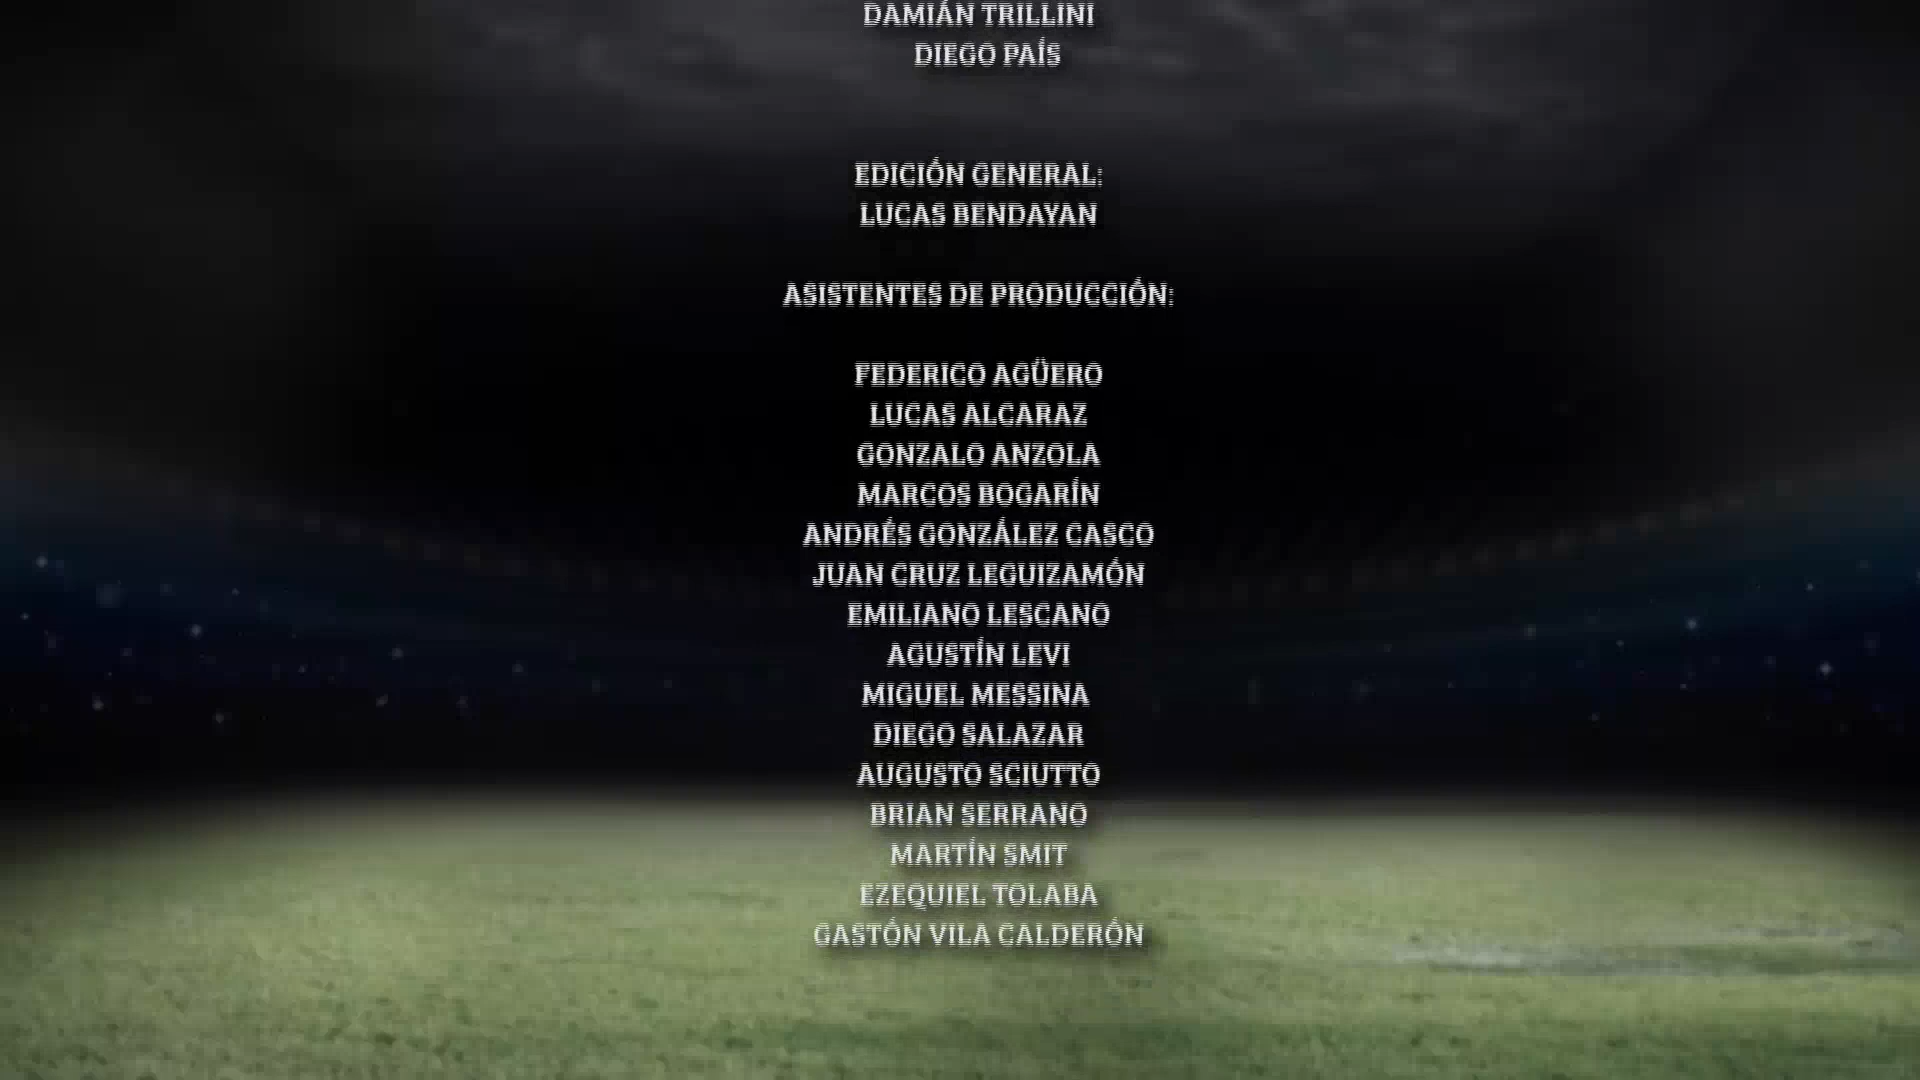 DAMIÁN TRILLINI
DIEGO PAÍS
EDICIÓN GENERAL:
LUCAS BENDAYAN
ASISTENTES DE PRODUCCIÓN:
FEDERICO AGÜERO
LUCAS ALCARAZ
GONZALO ANZOLA
MARCOS BOGARÍN
ANDRÉS GONZÁLEZ CASCO
JUAN CRUZ LEGUIZAMÓN
EMILIANO LESCANO
AGUSTÍN LEVI
MIGUEL MESSINA
DIEGO SALAZAR
AUGUSTO SCIUTTO
BRIAN SERRANO
MARTÍN SMIT
EZEQUIEL TOLABA
GASTÓN VILA CALDERÓN